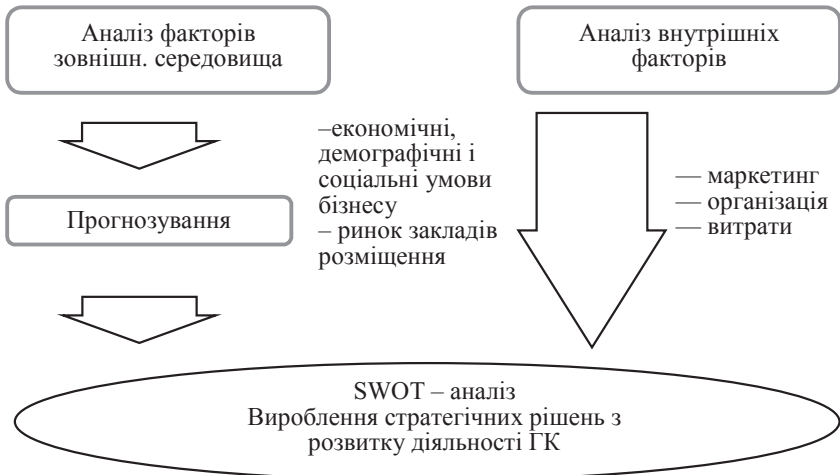 Аналіз факторів
зовнішн. середовища
Аналіз внутрішніх
факторів
–економічні,
демографічні і
соціальні умови
бізнесу
– ринок закладів
розміщення
— маркетинг
— організація
— витрати
Прогнозування
SWOT – аналіз
Вироблення стратегічних рішень з
розвитку діяльності ГК